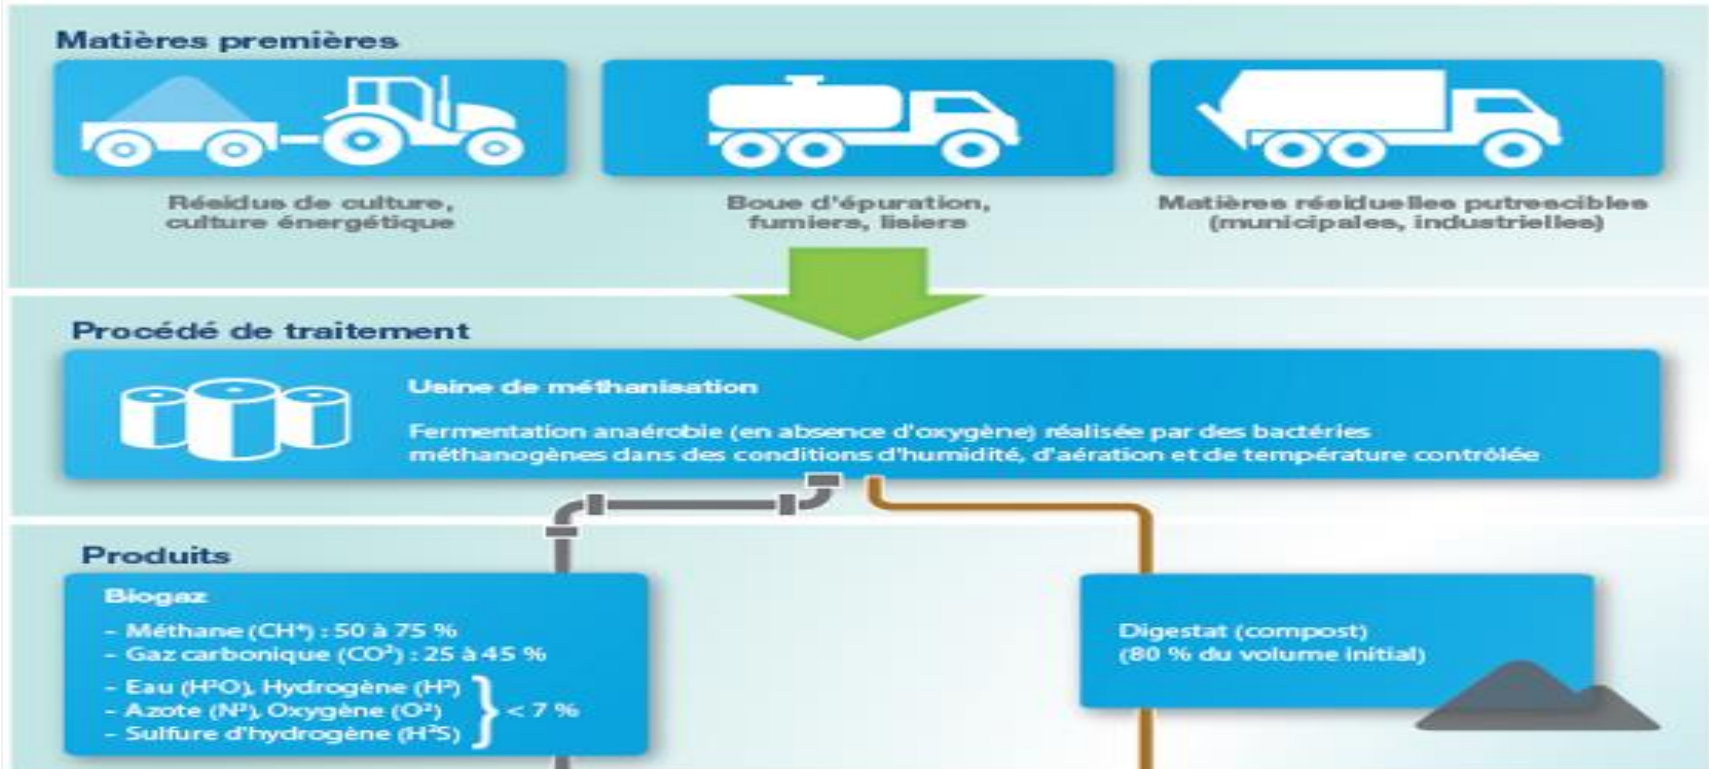 Matières premières
Résidus de culture,
culture énergétique
Boue d'épuration,
fumiers, lisiers
Matières résiduelles putrescibles
(municipales, industrielles)
Procédé de traitement
Usine de méthanisation
Fermentation anaérobie (en absence d'oxygène) réalisée par des bactéries
méthanogènes dans des conditions d'humidité, d'aération et de température contrôlée
Produits
Biogaz
- Méthane (CH⁴) : 50 à 75 %
- Gaz carbonique (CO²) : 25 à 45 %
- Eau (H²O), Hydrogène (H²)
- Azote (N²), Oxygène (O²)
- Sulfure d'hydrogène (H²S)
< 7 %
Digestat (compost)
(80 % du volume initial)